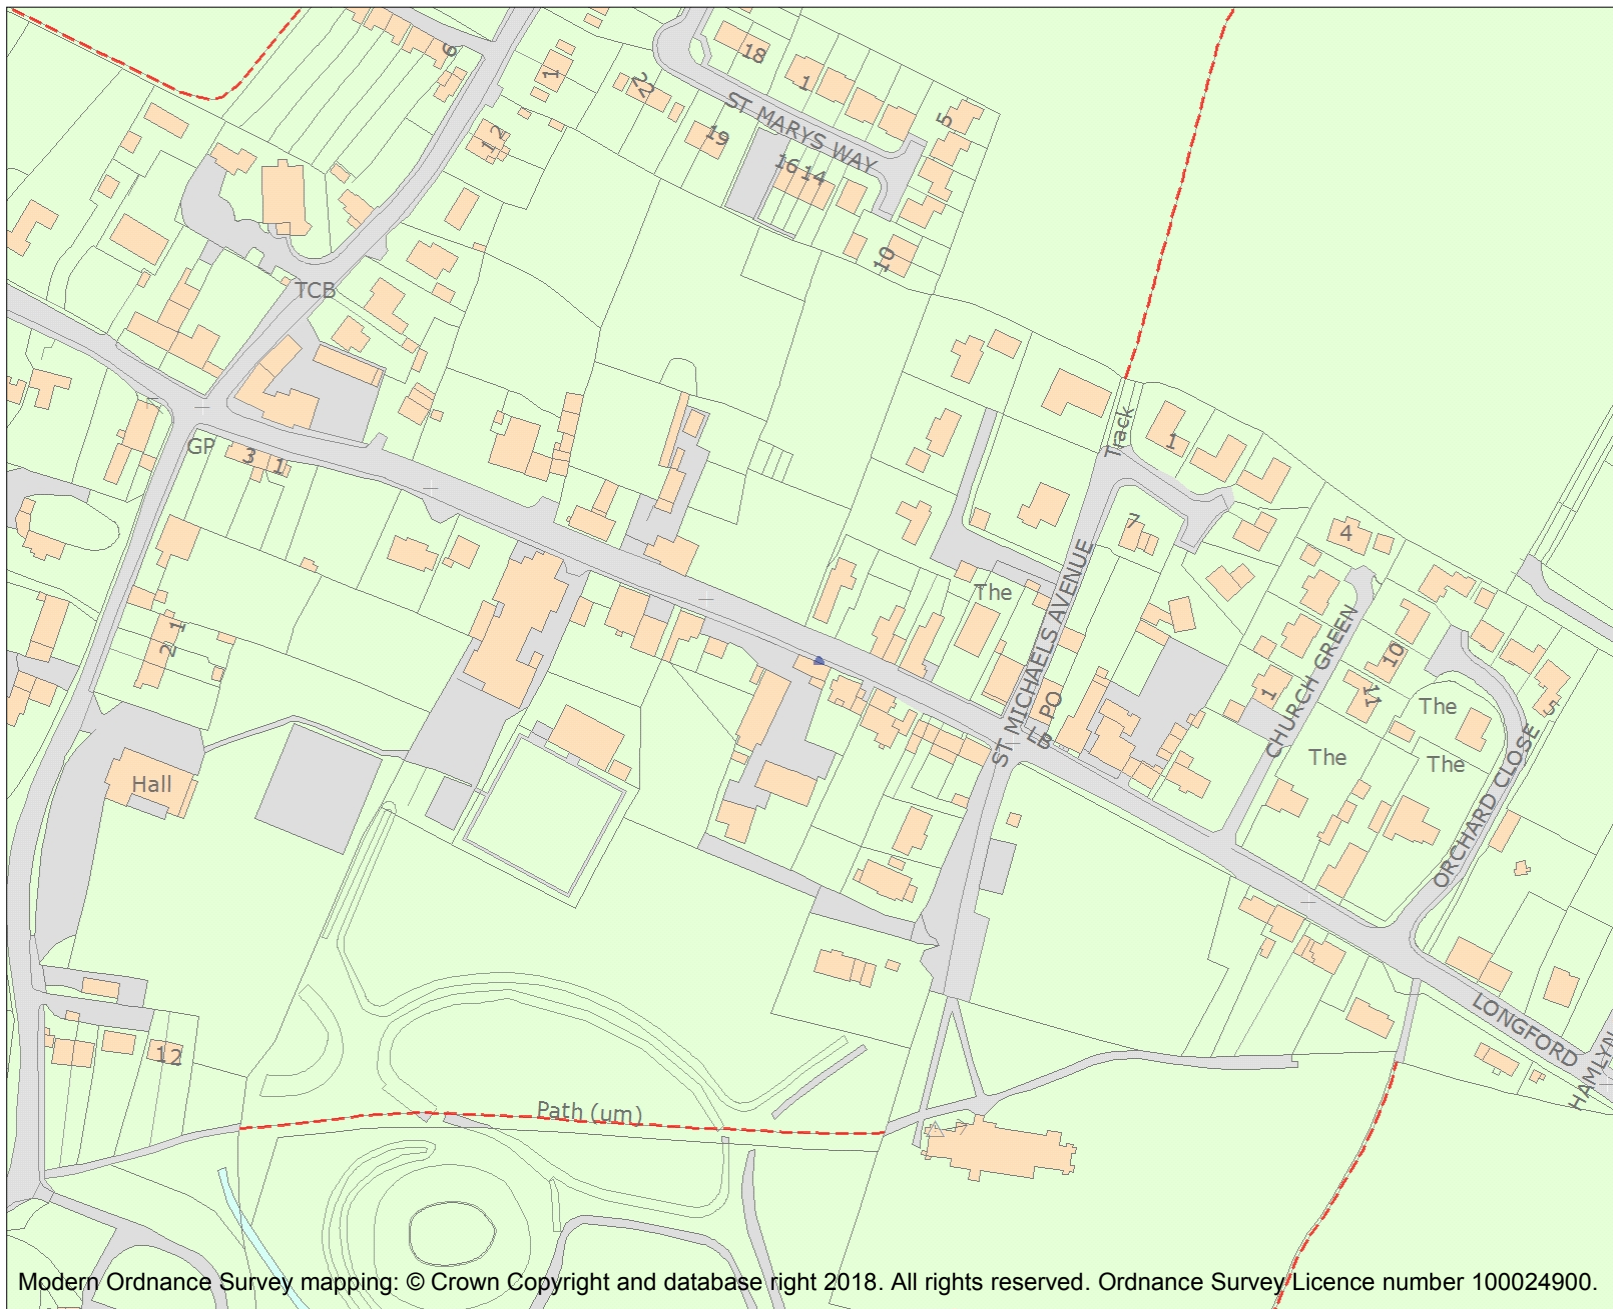 6
18
1
1
22
5
ST MARYS WAY
19
1 2
16 14
10
TCB
Track
1
GP
3 1
7
4
The
1
2
10
1
11
The
PO
5
ST MICHAELS AVENUE
LB
CHURCH GREEN
The
The
Hall
ORCHARD CLOSE
LONGFORD
HAMLYN
12
Path (um)
Modern Ordnance Survey mapping: © Crown Copyright and database right 2018. All rights reserved. Ordnance Survey Licence number 100024900.